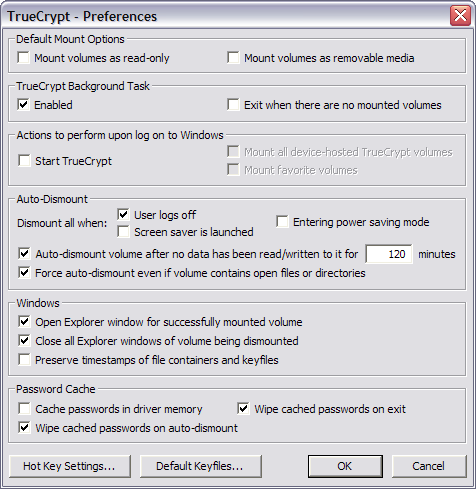 TrueCrypt - Preferences
Default Mount Options
Mount volumes as read-only
Mount volumes as removable media
TrueCrypt Background Task
Enabled
Exit when there are no mounted volumes
Actions to perform upon log on to Windows
Start TrueCrypt
Mount all device-hosted TrueCrypt volumes
Mount favorite volumes
Auto-Dismount
Dismount all when:
User logs off
Screen saver is launched
Entering power saving mode
Auto-dismount volume after no data has been read/written to it for 120 minutes
Force auto-dismount even if volume contains open files or directories
Windows
Open Explorer window for successfully mounted volume
Close all Explorer windows of volume being dismounted
Preserve timestamps of file containers and keyfiles
Password Cache
Cache passwords in driver memory
Wipe cached passwords on exit
Wipe cached passwords on auto-dismount
Hot Key Settings...
Default Keyfiles...
OK
Cancel